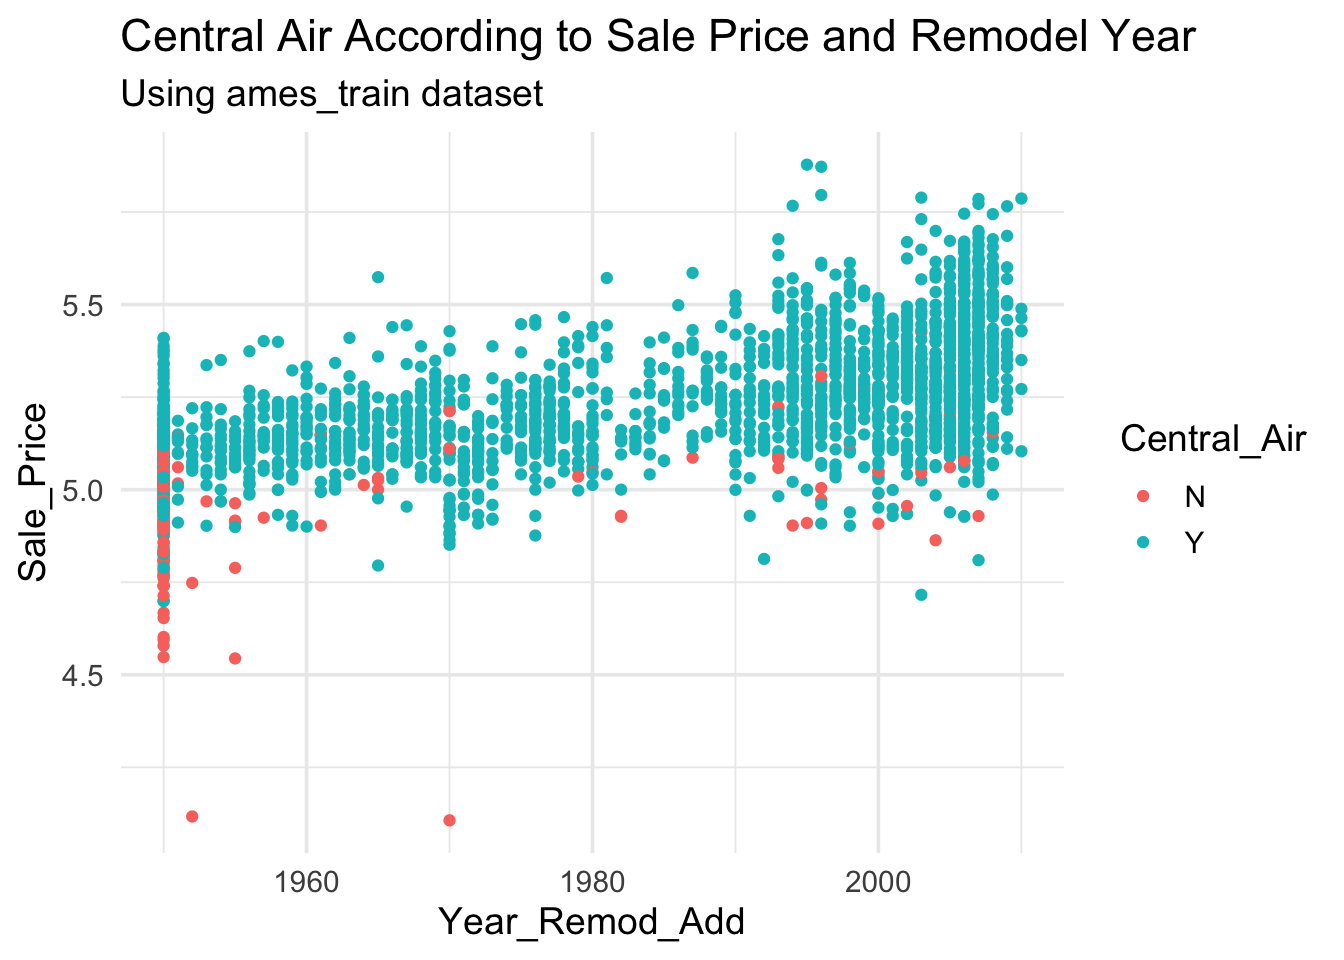 Central Air According to Sale Price and Remodel Year
Using ames_train dataset
Sale_Price
5.5
5.0
4.5
1960 1980 2000
Year_Remod_Add
Central_Air
N
Y